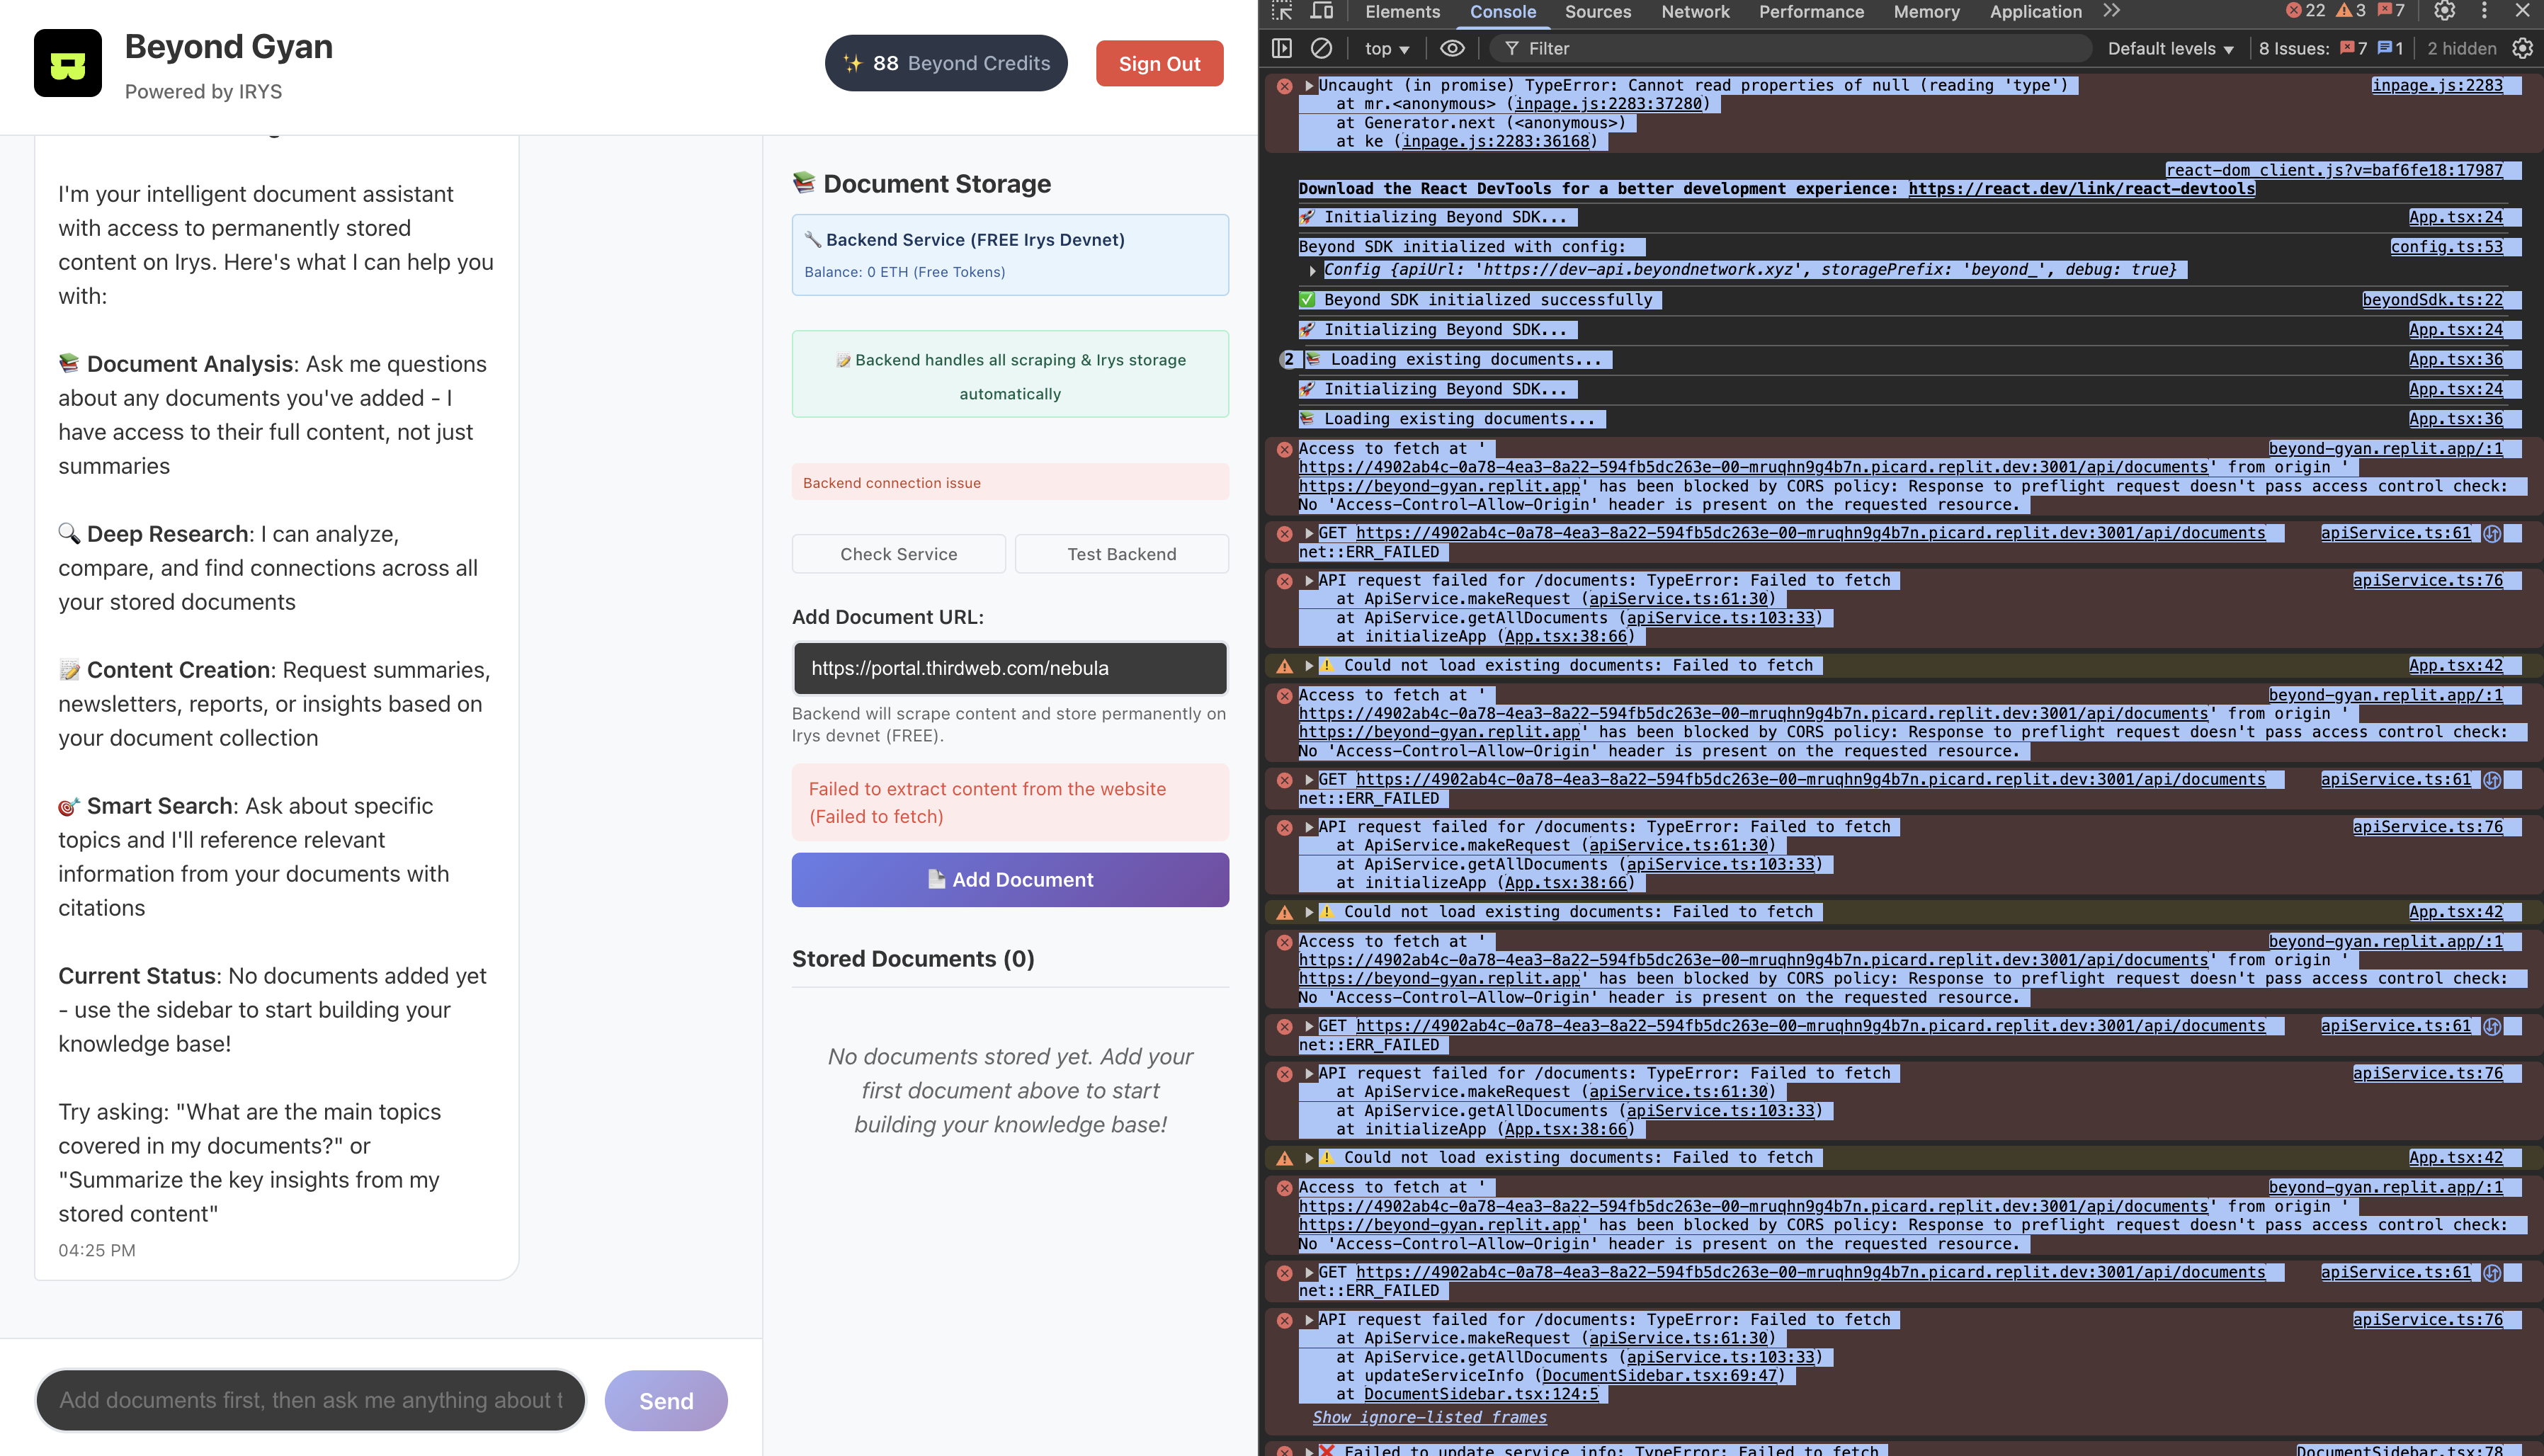 Beyond Gyan
Powered by IRYS
✨ 88 Beyond Credits
Sign Out
I'm your intelligent document assistant
with access to permanently stored
content on Irys. Here's what I can help you
with:
📚 Document Analysis: Ask me questions
about any documents you've added - I
have access to their full content, not just
summaries
🔍 Deep Research: I can analyze,
compare, and find connections across all
your stored documents
📝 Content Creation: Request summaries,
newsletters, reports, or insights based on
your document collection
🎯 Smart Search: Ask about specific
topics and I'll reference relevant
information from your documents with
citations
Current Status: No documents added yet
- use the sidebar to start building your
knowledge base!
Try asking: "What are the main topics
covered in my documents?" or
"Summarize the key insights from my
stored content"
04:25 PM
Add documents first, then ask me anything about t
Send
📚 Document Storage
🔧 Backend Service (FREE Irys Devnet)
Balance: 0 ETH (Free Tokens)
📝 Backend handles all scraping & Irys storage
automatically
Backend connection issue
Check Service
Test Backend
Add Document URL:
https://portal.thirdweb.com/nebula
Backend will scrape content and store permanently on
Irys devnet (FREE).
Failed to extract content from the website
(Failed to fetch)
📄 Add Document
Stored Documents (0)
No documents stored yet. Add your
first document above to start
building your knowledge base!
Elements Console Sources Network Performance Memory Application 22 3 7
top Filter Default levels 8 Issues: 7 1 2 hidden
Uncaught (in promise) TypeError: Cannot read properties of null (reading 'type') inpage.js:2283
at mr.<anonymous> (inpage.js:2283:37280)
at Generator.next (<anonymous>)
at ke (inpage.js:2283:36168)
react-dom client.js?v=baf6fe18:17987
Download the React DevTools for a better development experience: https://react.dev/link/react-devtools
🚀 Initializing Beyond SDK... App.tsx:24
Beyond SDK initialized with config: config.ts:53
Config {apiUrl: 'https://dev-api.beyondnetwork.xyz', storagePrefix: 'beyond_', debug: true}
✅ Beyond SDK initialized successfully beyondSdk.ts:22
🚀 Initializing Beyond SDK... App.tsx:24
2 📚 Loading existing documents... App.tsx:36
🚀 Initializing Beyond SDK... App.tsx:24
📚 Loading existing documents... App.tsx:36
Access to fetch at ' beyond-gyan.replit.app/:1
https://4902ab4c-0a78-4ea3-8a22-594fb5dc263e-00-mruqhn9g4b7n.picard.replit.dev:3001/api/documents' from origin '
https://beyond-gyan.replit.app' has been blocked by CORS policy: Response to preflight request doesn't pass access control check:
No 'Access-Control-Allow-Origin' header is present on the requested resource.
GET https://4902ab4c-0a78-4ea3-8a22-594fb5dc263e-00-mruqhn9g4b7n.picard.replit.dev:3001/api/documents apiService.ts:61
net::ERR_FAILED
API request failed for /documents: TypeError: Failed to fetch apiService.ts:76
at ApiService.makeRequest (apiService.ts:61:30)
at ApiService.getAllDocuments (apiService.ts:103:33)
at initializeApp (App.tsx:38:66)
⚠️ Could not load existing documents: Failed to fetch App.tsx:42
Access to fetch at ' beyond-gyan.replit.app/:1
https://4902ab4c-0a78-4ea3-8a22-594fb5dc263e-00-mruqhn9g4b7n.picard.replit.dev:3001/api/documents' from origin '
https://beyond-gyan.replit.app' has been blocked by CORS policy: Response to preflight request doesn't pass access control check:
No 'Access-Control-Allow-Origin' header is present on the requested resource.
GET https://4902ab4c-0a78-4ea3-8a22-594fb5dc263e-00-mruqhn9g4b7n.picard.replit.dev:3001/api/documents apiService.ts:61
net::ERR_FAILED
API request failed for /documents: TypeError: Failed to fetch apiService.ts:76
at ApiService.makeRequest (apiService.ts:61:30)
at ApiService.getAllDocuments (apiService.ts:103:33)
at initializeApp (App.tsx:38:66)
⚠️ Could not load existing documents: Failed to fetch App.tsx:42
Access to fetch at ' beyond-gyan.replit.app/:1
https://4902ab4c-0a78-4ea3-8a22-594fb5dc263e-00-mruqhn9g4b7n.picard.replit.dev:3001/api/documents' from origin '
https://beyond-gyan.replit.app' has been blocked by CORS policy: Response to preflight request doesn't pass access control check:
No 'Access-Control-Allow-Origin' header is present on the requested resource.
GET https://4902ab4c-0a78-4ea3-8a22-594fb5dc263e-00-mruqhn9g4b7n.picard.replit.dev:3001/api/documents apiService.ts:61
net::ERR_FAILED
API request failed for /documents: TypeError: Failed to fetch apiService.ts:76
at ApiService.makeRequest (apiService.ts:61:30)
at ApiService.getAllDocuments (apiService.ts:103:33)
at initializeApp (App.tsx:38:66)
⚠️ Could not load existing documents: Failed to fetch App.tsx:42
Access to fetch at ' beyond-gyan.replit.app/:1
https://4902ab4c-0a78-4ea3-8a22-594fb5dc263e-00-mruqhn9g4b7n.picard.replit.dev:3001/api/documents' from origin '
https://beyond-gyan.replit.app' has been blocked by CORS policy: Response to preflight request doesn't pass access control check:
No 'Access-Control-Allow-Origin' header is present on the requested resource.
GET https://4902ab4c-0a78-4ea3-8a22-594fb5dc263e-00-mruqhn9g4b7n.picard.replit.dev:3001/api/documents apiService.ts:61
net::ERR_FAILED
API request failed for /documents: TypeError: Failed to fetch apiService.ts:76
at ApiService.makeRequest (apiService.ts:61:30)
at ApiService.getAllDocuments (apiService.ts:103:33)
at updateServiceInfo (DocumentSidebar.tsx:69:47)
at DocumentSidebar.tsx:124:5
Show ignore-listed frames
❌ Failed to update service info: TypeError: Failed to fetch DocumentSidebar.tsx:78